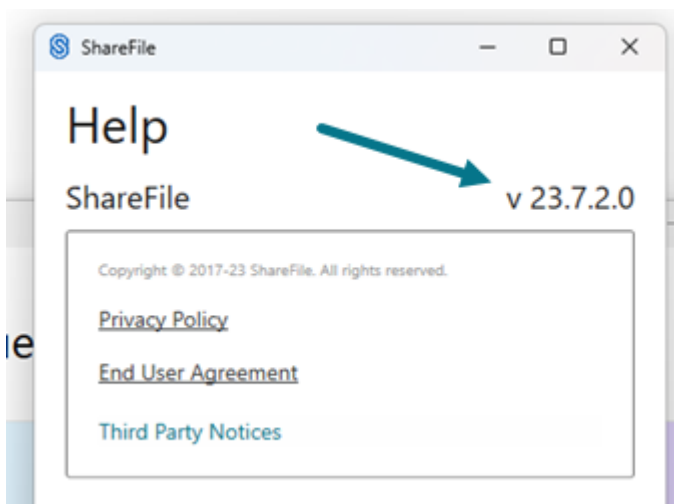 ShareFile
Help
ShareFile v 23.7.2.0
Copyright © 2017-23 ShareFile. All rights reserved.
Privacy Policy
End User Agreement
Third Party Notices